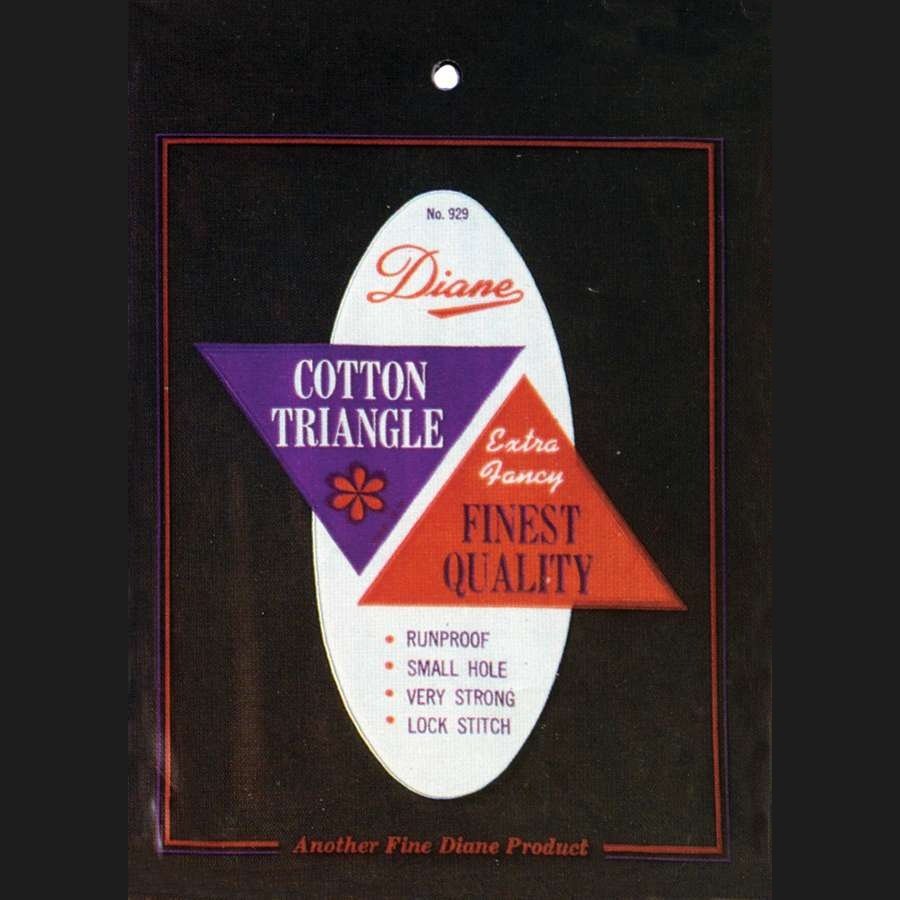 No. 929
Diane
COTTON
TRIANGLE
Extra
Fancy
FINEST
QUALITY
• RUNPROOF
• SMALL HOLE
• VERY STRONG
• LOCK STITCH
Another Fine Diane Product